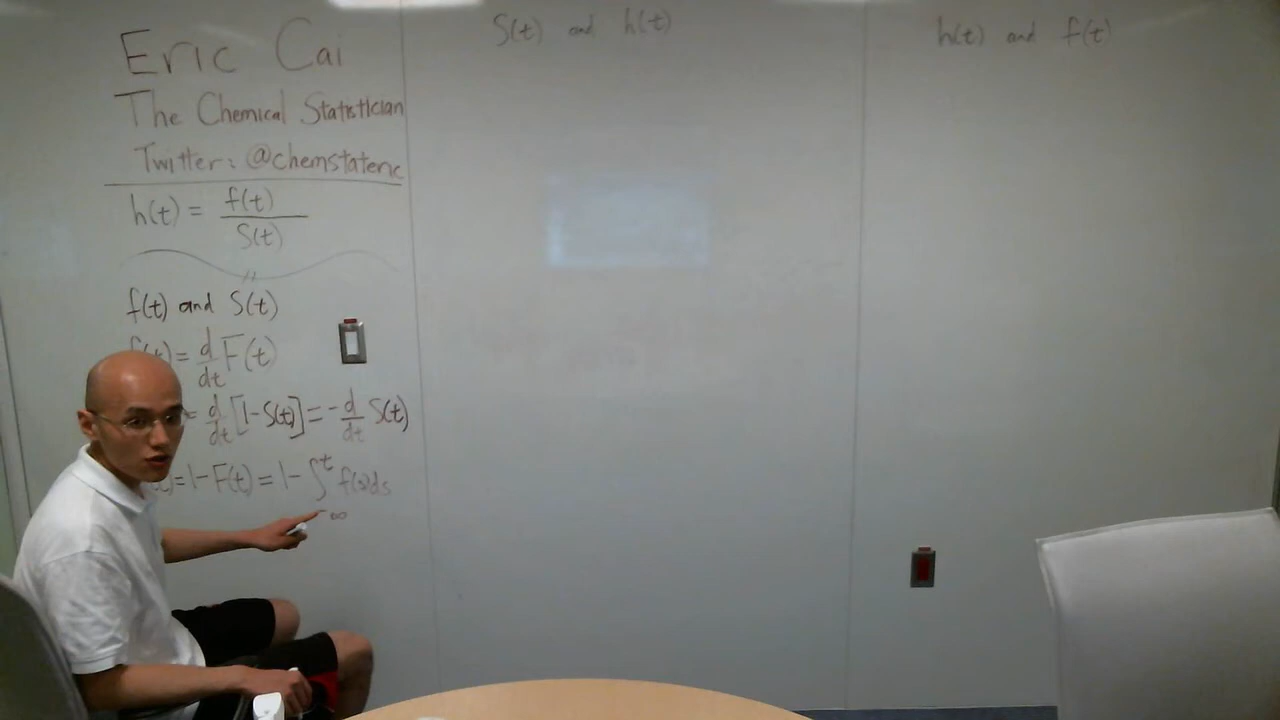 Eric Cai
The Chemical Statistician
Twitter: @chemstateric
h(t) = f(t) / S(t)
f(t) and S(t)
f(t) = d/dt F(t)
= d/dt [1-S(t)] = - d/dt S(t)
= 1 - F(t) = 1 - ∫_{-∞}^{t} f(s)ds
S(t) and h(t)
h(t) and f(t)